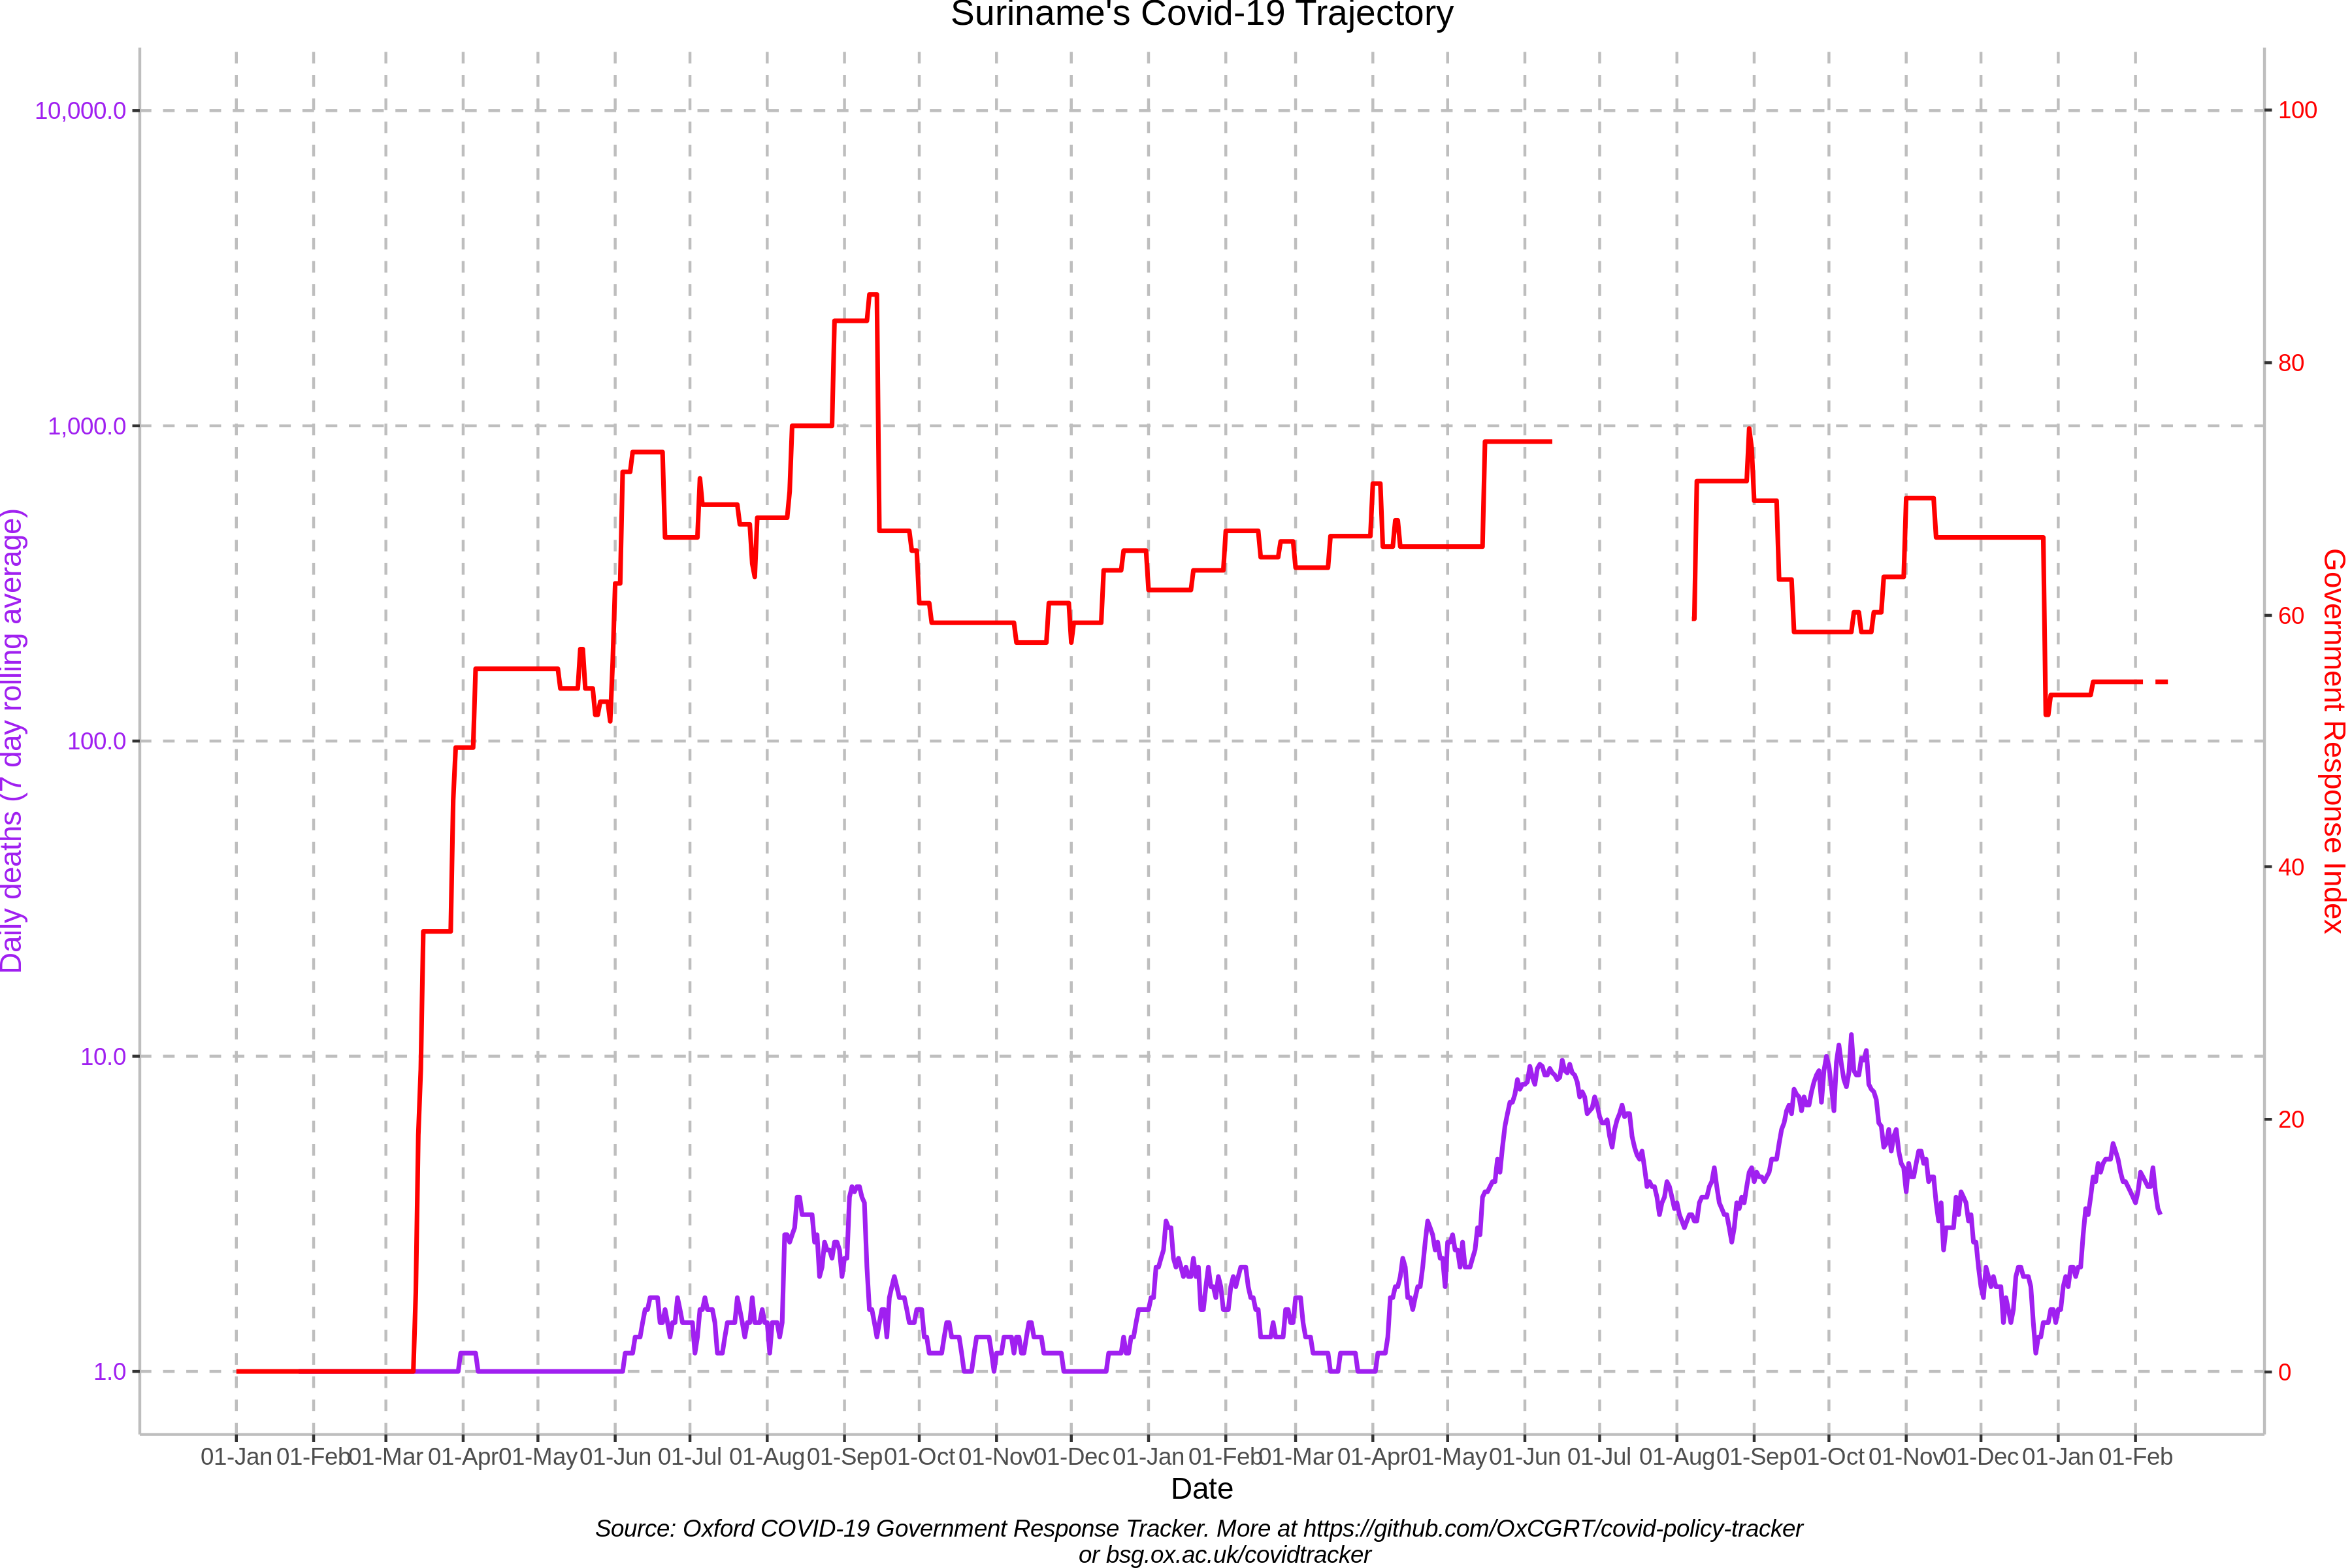 Suriname's Covid-19 Trajectory
10,000.0
1,000.0
100.0
10.0
1.0
Daily deaths (7 day rolling average)
100
80
60
40
20
0
Government Response Index
01-Jan 01-Feb 01-Mar 01-Apr 01-May 01-Jun 01-Jul 01-Aug 01-Sep 01-Oct 01-Nov 01-Dec 01-Jan 01-Feb 01-Mar 01-Apr 01-May 01-Jun 01-Jul 01-Aug 01-Sep 01-Oct 01-Nov 01-Dec 01-Jan 01-Feb
Date
Source: Oxford COVID-19 Government Response Tracker. More at https://github.com/OxCGRT/covid-policy-tracker
or bsg.ox.ac.uk/covidtracker